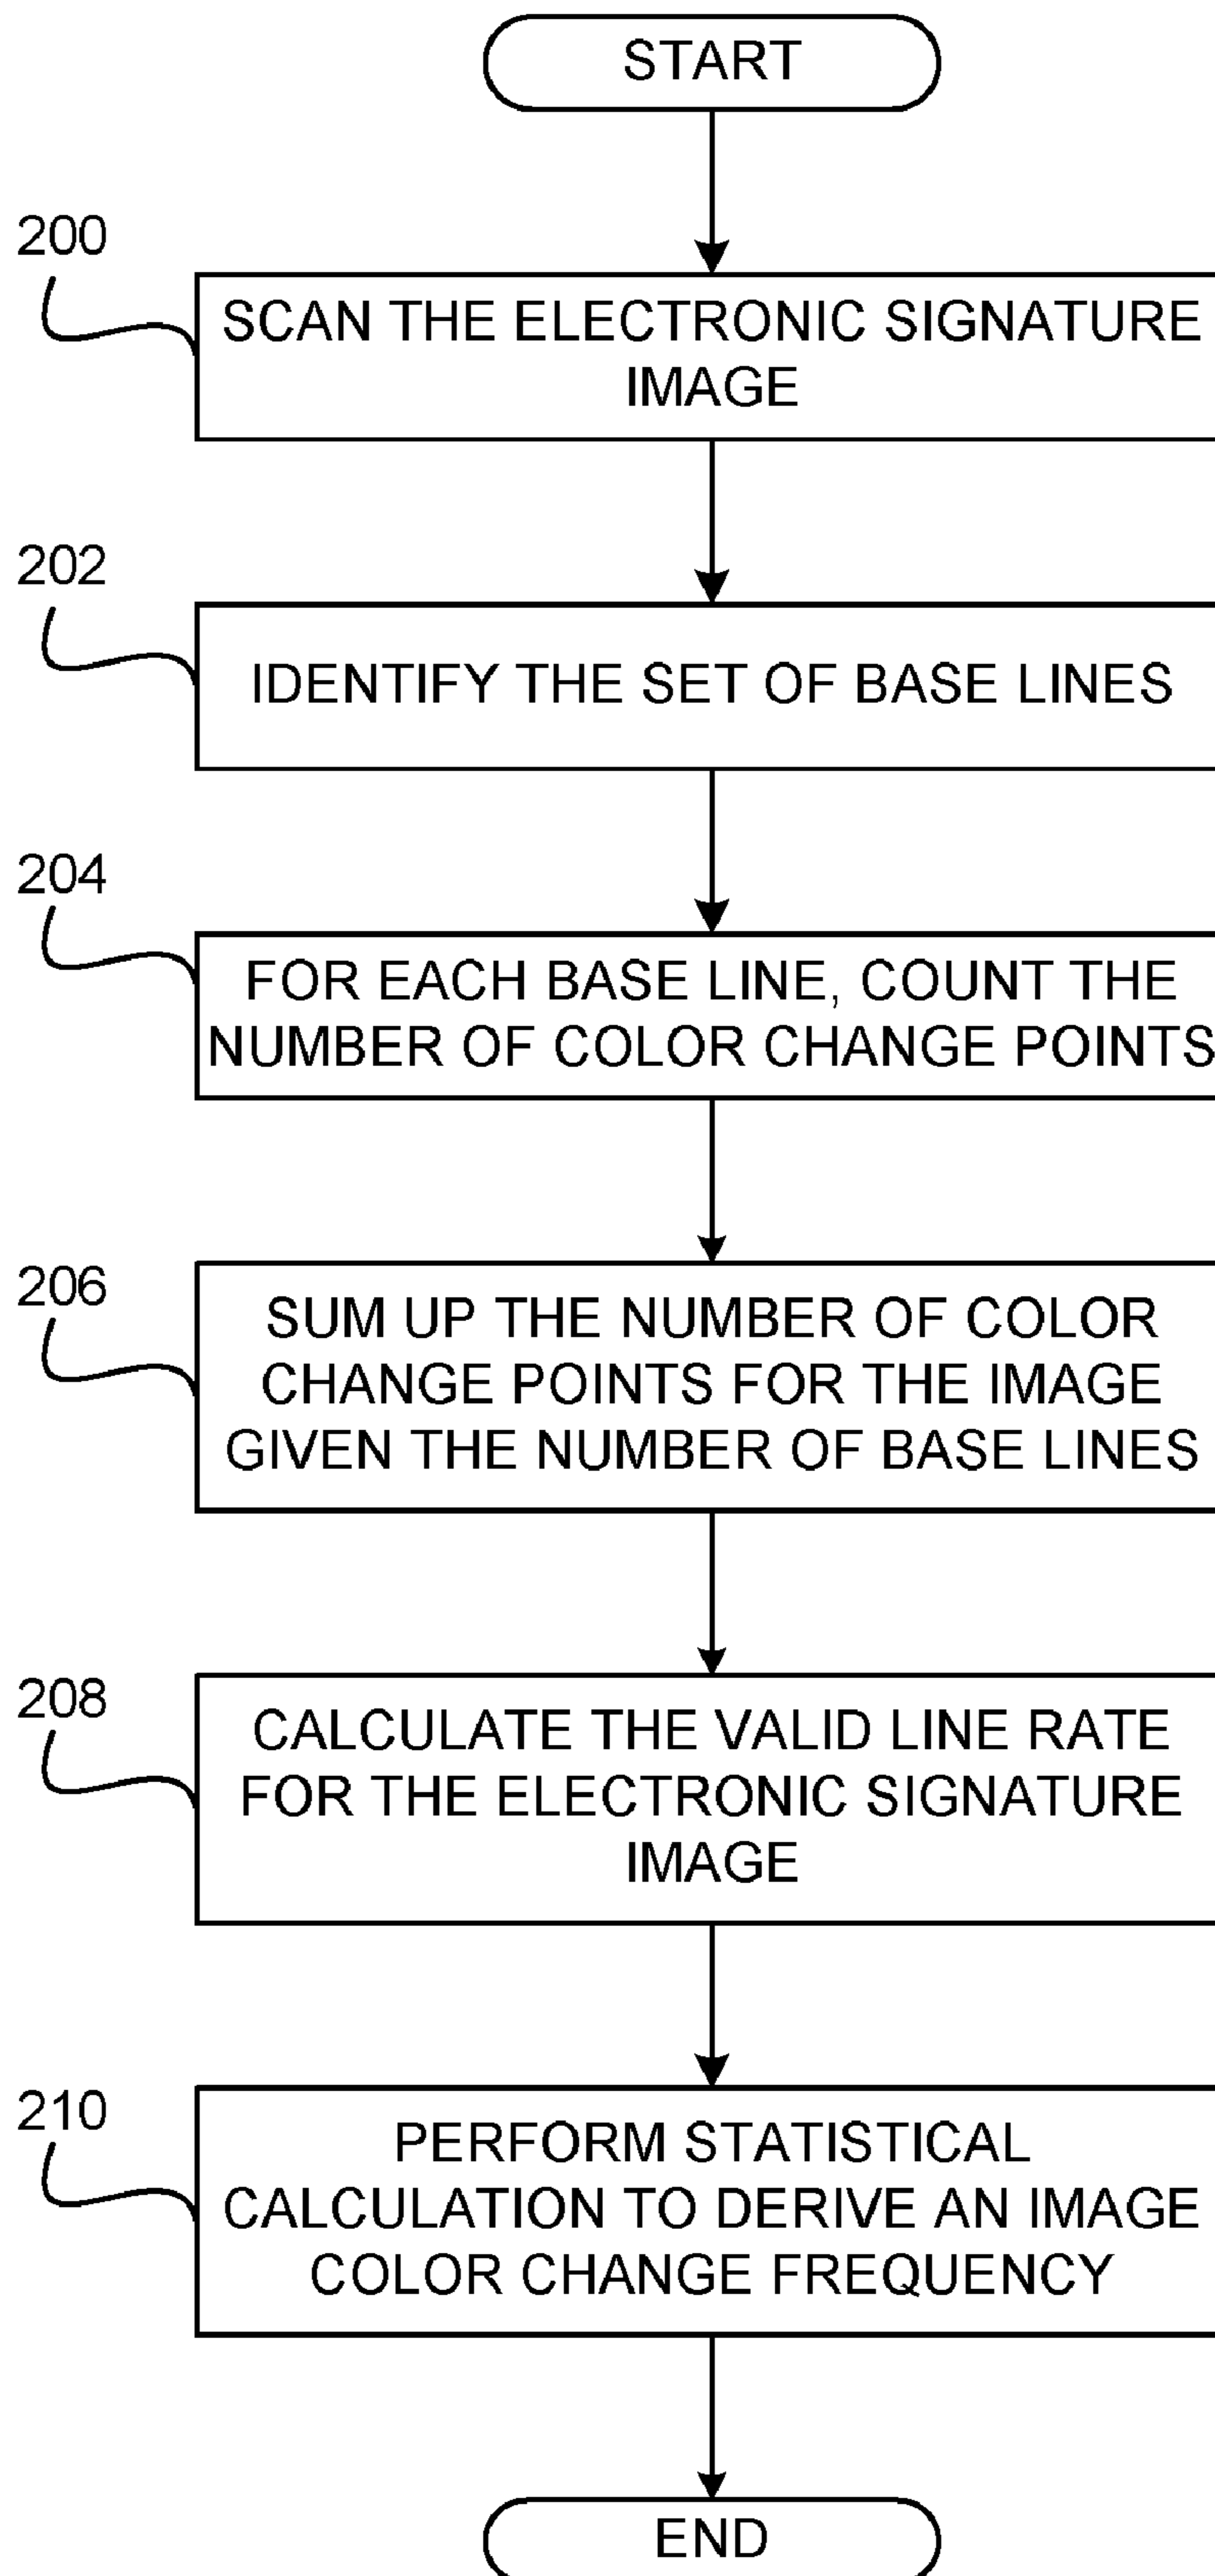 START
200
SCAN THE ELECTRONIC SIGNATURE
IMAGE
202
IDENTIFY THE SET OF BASE LINES
204
FOR EACH BASE LINE, COUNT THE
NUMBER OF COLOR CHANGE POINTS
206
SUM UP THE NUMBER OF COLOR
CHANGE POINTS FOR THE IMAGE
GIVEN THE NUMBER OF BASE LINES
208
CALCULATE THE VALID LINE RATE
FOR THE ELECTRONIC SIGNATURE
IMAGE
210
PERFORM STATISTICAL
CALCULATION TO DERIVE AN IMAGE
COLOR CHANGE FREQUENCY
END